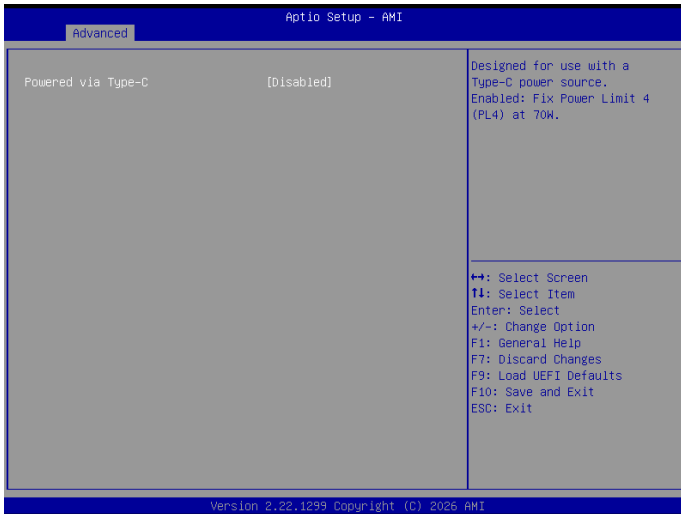 Aptio Setup - AMI
Advanced
Powered via Type-C [Disabled]
Designed for use with a
Type-C power source.
Enabled: Fix Power Limit 4
(PL4) at 70W.
↔: Select Screen
↑↓: Select Item
Enter: Select
+/-: Change Option
F1: General Help
F7: Discard Changes
F9: Load UEFI Defaults
F10: Save and Exit
ESC: Exit
Version 2.22.1299 Copyright (C) 2026 AMI